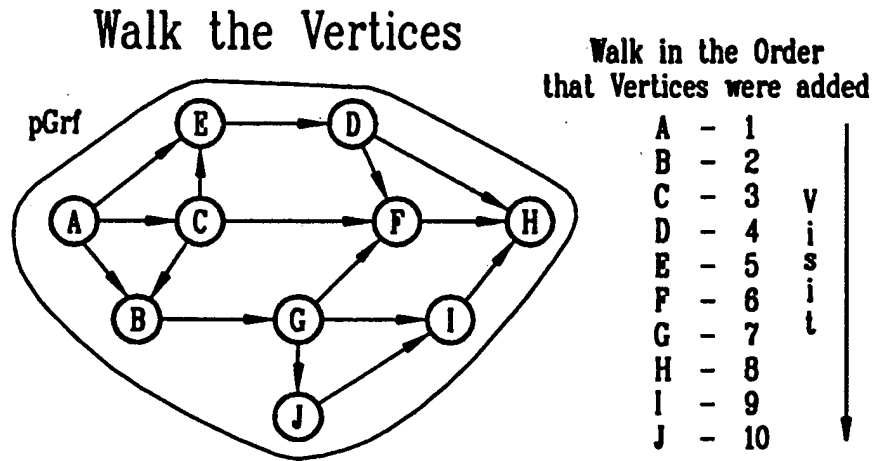 Walk the Vertices
pGrf
E
D
A
C
F
H
B
G
I
J
Walk in the Order
that Vertices were added
A - 1
B - 2
C - 3
D - 4
E - 5
F - 6
G - 7
H - 8
I - 9
J - 10
Visit